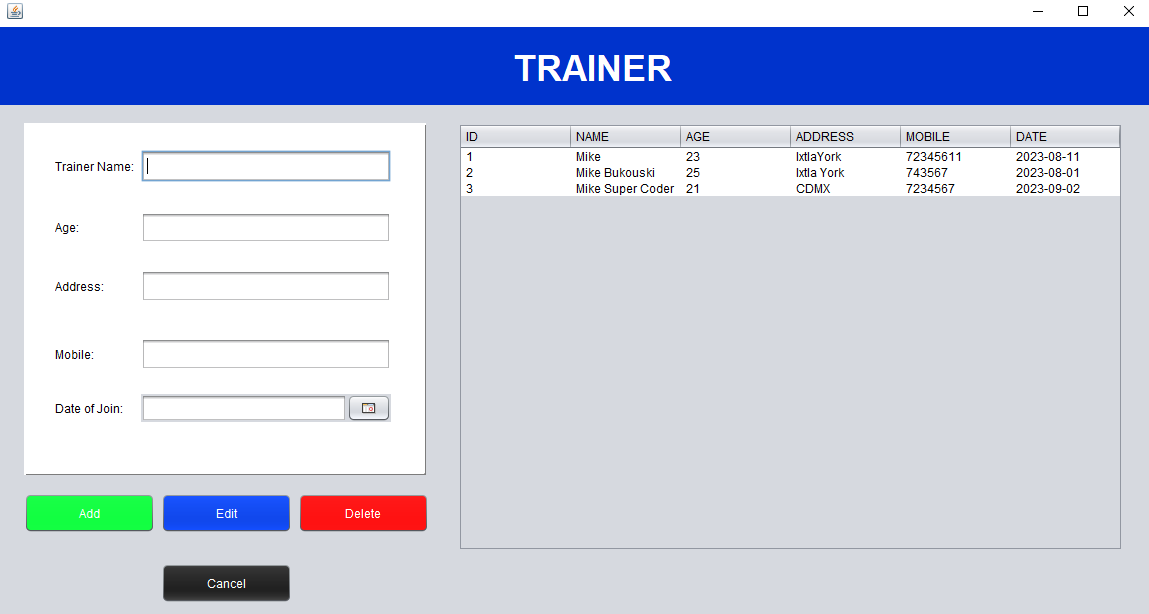 TRAINER
Trainer Name:
Age:
Address:
Mobile:
Date of Join:
Add Edit Delete
Cancel
ID NAME AGE ADDRESS MOBILE DATE
1 Mike 23 IxtlaYork 72345611 2023-08-11
2 Mike Bukouski 25 Ixtla York 743567 2023-08-01
3 Mike Super Coder 21 CDMX 7234567 2023-09-02